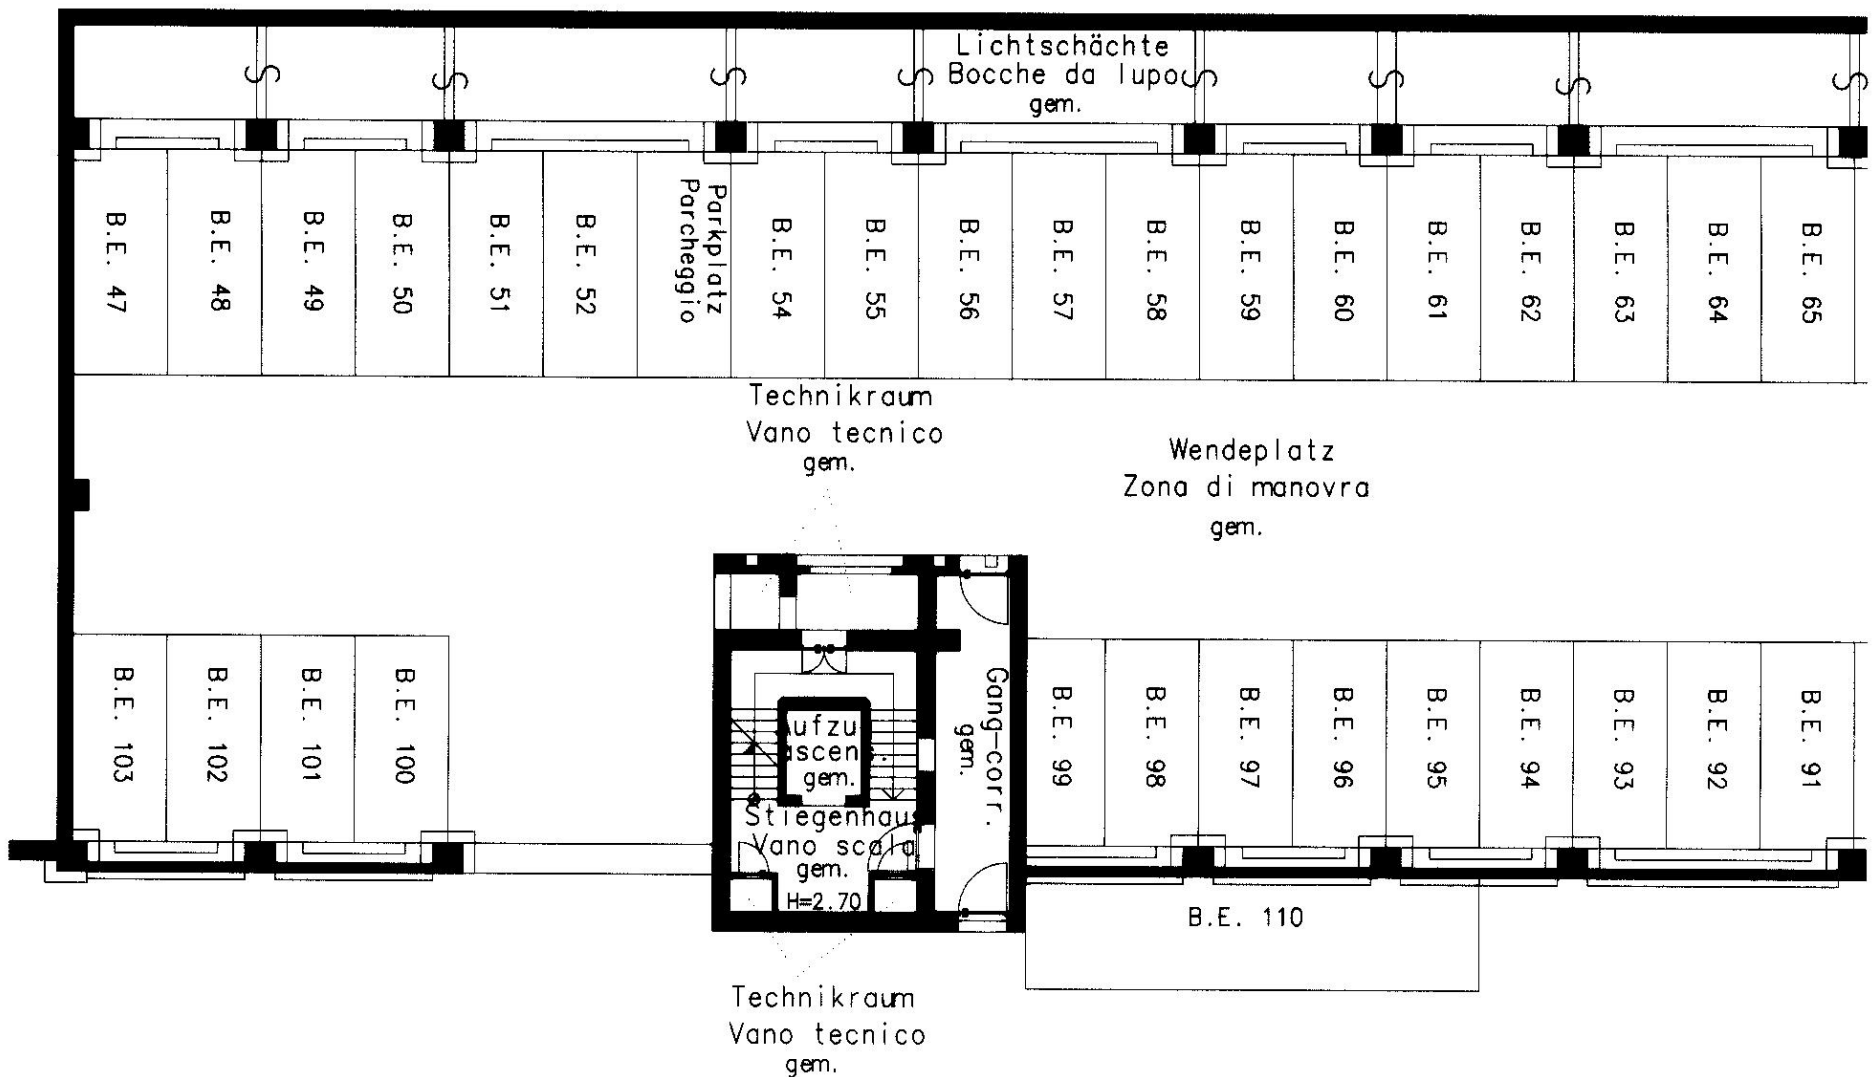 Lichtschächte
Bocche da lupo
gem.
S
S
S
S
S
S
S
S
B.E. 47
B.E. 48
B.E. 49
B.E. 50
B.E. 51
B.E. 52
Parkplatz
Parcheggio
B.E. 54
B.E. 55
B.E. 56
B.E. 57
B.E. 58
B.E. 59
B.E. 60
B.E. 61
B.E. 62
B.E. 63
B.E. 64
B.E. 65
Technikraum
Vano tecnico
gem.
Wendeplatz
Zona di manovra
gem.
B.E. 103
B.E. 102
B.E. 101
B.E. 100
Aufzu
ascens.
gem.
Stiegenhaus
Vano scala
gem.
H=2.70
Gang-corr.
gem.
B.E. 99
B.E. 98
B.E. 97
B.E. 96
B.E. 95
B.E. 94
B.E. 93
B.E. 92
B.E. 91
B.E. 110
Technikraum
Vano tecnico
gem.